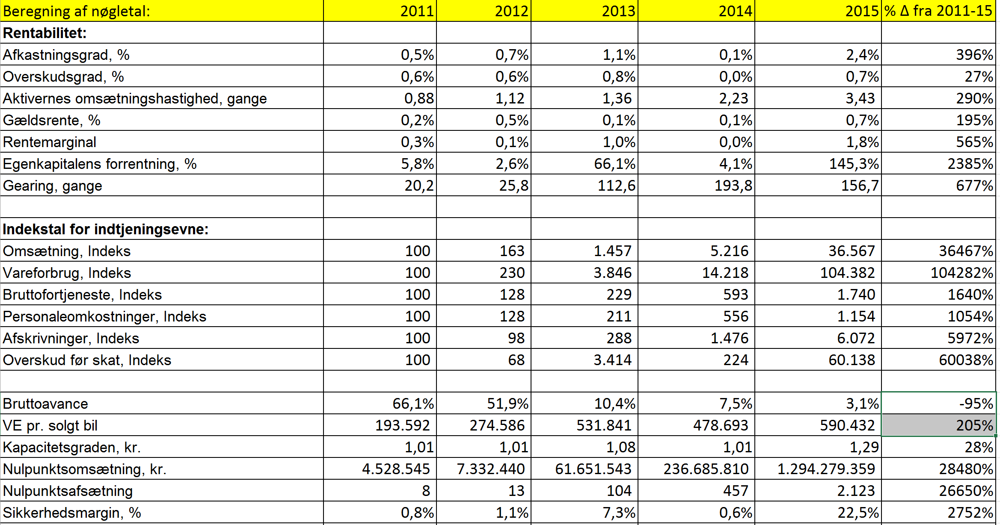 Beregning af nøgletal: 2011 2012 2013 2014 2015 % Δ fra 2011-15
Rentabilitet:
Afkastningsgrad, % 0,5% 0,7% 1,1% 0,1% 2,4% 396%
Overskudsgrad, % 0,6% 0,6% 0,8% 0,0% 0,7% 27%
Aktivernes omsætningshastighed, gange 0,88 1,12 1,36 2,23 3,43 290%
Gældsrente, % 0,2% 0,5% 0,1% 0,1% 0,7% 195%
Rentemarginal 0,3% 0,1% 1,0% 0,0% 1,8% 565%
Egenkapitalens forrentning, % 5,8% 2,6% 66,1% 4,1% 145,3% 2385%
Gearing, gange 20,2 25,8 112,6 193,8 156,7 677%
Indekstal for indtjeningsevne:
Omsætning, Indeks 100 163 1.457 5.216 36.567 36467%
Vareforbrug, Indeks 100 230 3.846 14.218 104.382 104282%
Bruttofortjeneste, Indeks 100 128 229 593 1.740 1640%
Personaleomkostninger, Indeks 100 128 211 556 1.154 1054%
Afskrivninger, Indeks 100 98 288 1.476 6.072 5972%
Overskud før skat, Indeks 100 68 3.414 224 60.138 60038%
Bruttoavance 66,1% 51,9% 10,4% 7,5% 3,1% -95%
VE pr. solgt bil 193.592 274.586 531.841 478.693 590.432 205%
Kapacitetsgraden, kr. 1,01 1,01 1,08 1,01 1,29 28%
Nulpunktsomsætning, kr. 4.528.545 7.332.440 61.651.543 236.685.810 1.294.279.359 28480%
Nulpunktsafsætning 8 13 104 457 2.123 26650%
Sikkerhedsmargin, % 0,8% 1,1% 7,3% 0,6% 22,5% 2752%